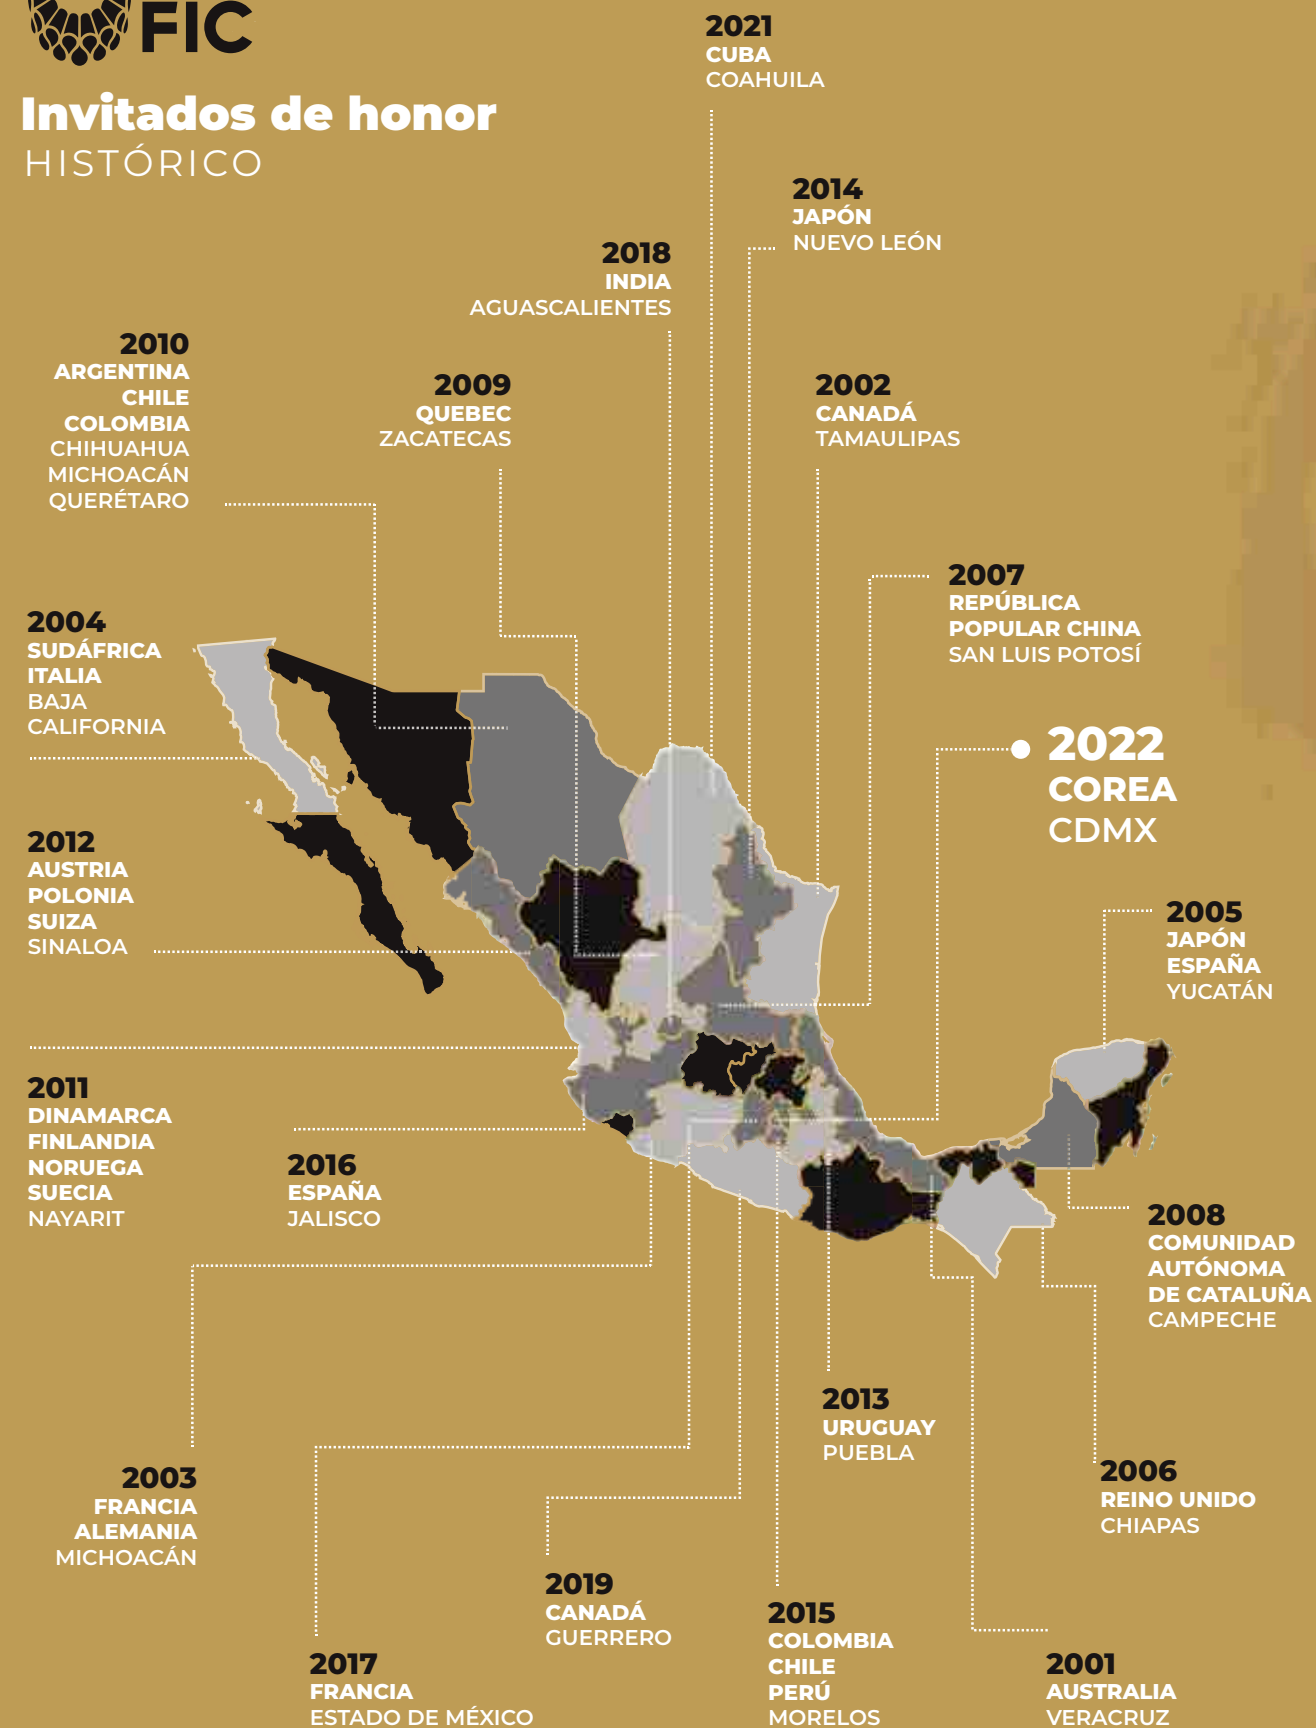 FIC
Invitados de honor
HISTÓRICO
2021
CUBA
COAHUILA
2014
JAPÓN
NUEVO LEÓN
2018
INDIA
AGUASCALIENTES
2010
ARGENTINA
CHILE
COLOMBIA
CHIHUAHUA
MICHOACÁN
QUERÉTARO
2009
QUEBEC
ZACATECAS
2002
CANADÁ
TAMAULIPAS
2007
REPÚBLICA
POPULAR CHINA
SAN LUIS POTOSÍ
2004
SUDÁFRICA
ITALIA
BAJA
CALIFORNIA
2022
COREA
CDMX
2012
AUSTRIA
POLONIA
SUIZA
SINALOA
2005
JAPÓN
ESPAÑA
YUCATÁN
2011
DINAMARCA
FINLANDIA
NORUEGA
SUECIA
NAYARIT
2016
ESPAÑA
JALISCO
2008
COMUNIDAD
AUTÓNOMA
DE CATALUÑA
CAMPECHE
2013
URUGUAY
PUEBLA
2003
FRANCIA
ALEMANIA
MICHOACÁN
2006
REINO UNIDO
CHIAPAS
2019
CANADÁ
GUERRERO
2015
COLOMBIA
CHILE
PERÚ
MORELOS
2017
FRANCIA
ESTADO DE MÉXICO
2001
AUSTRALIA
VERACRUZ